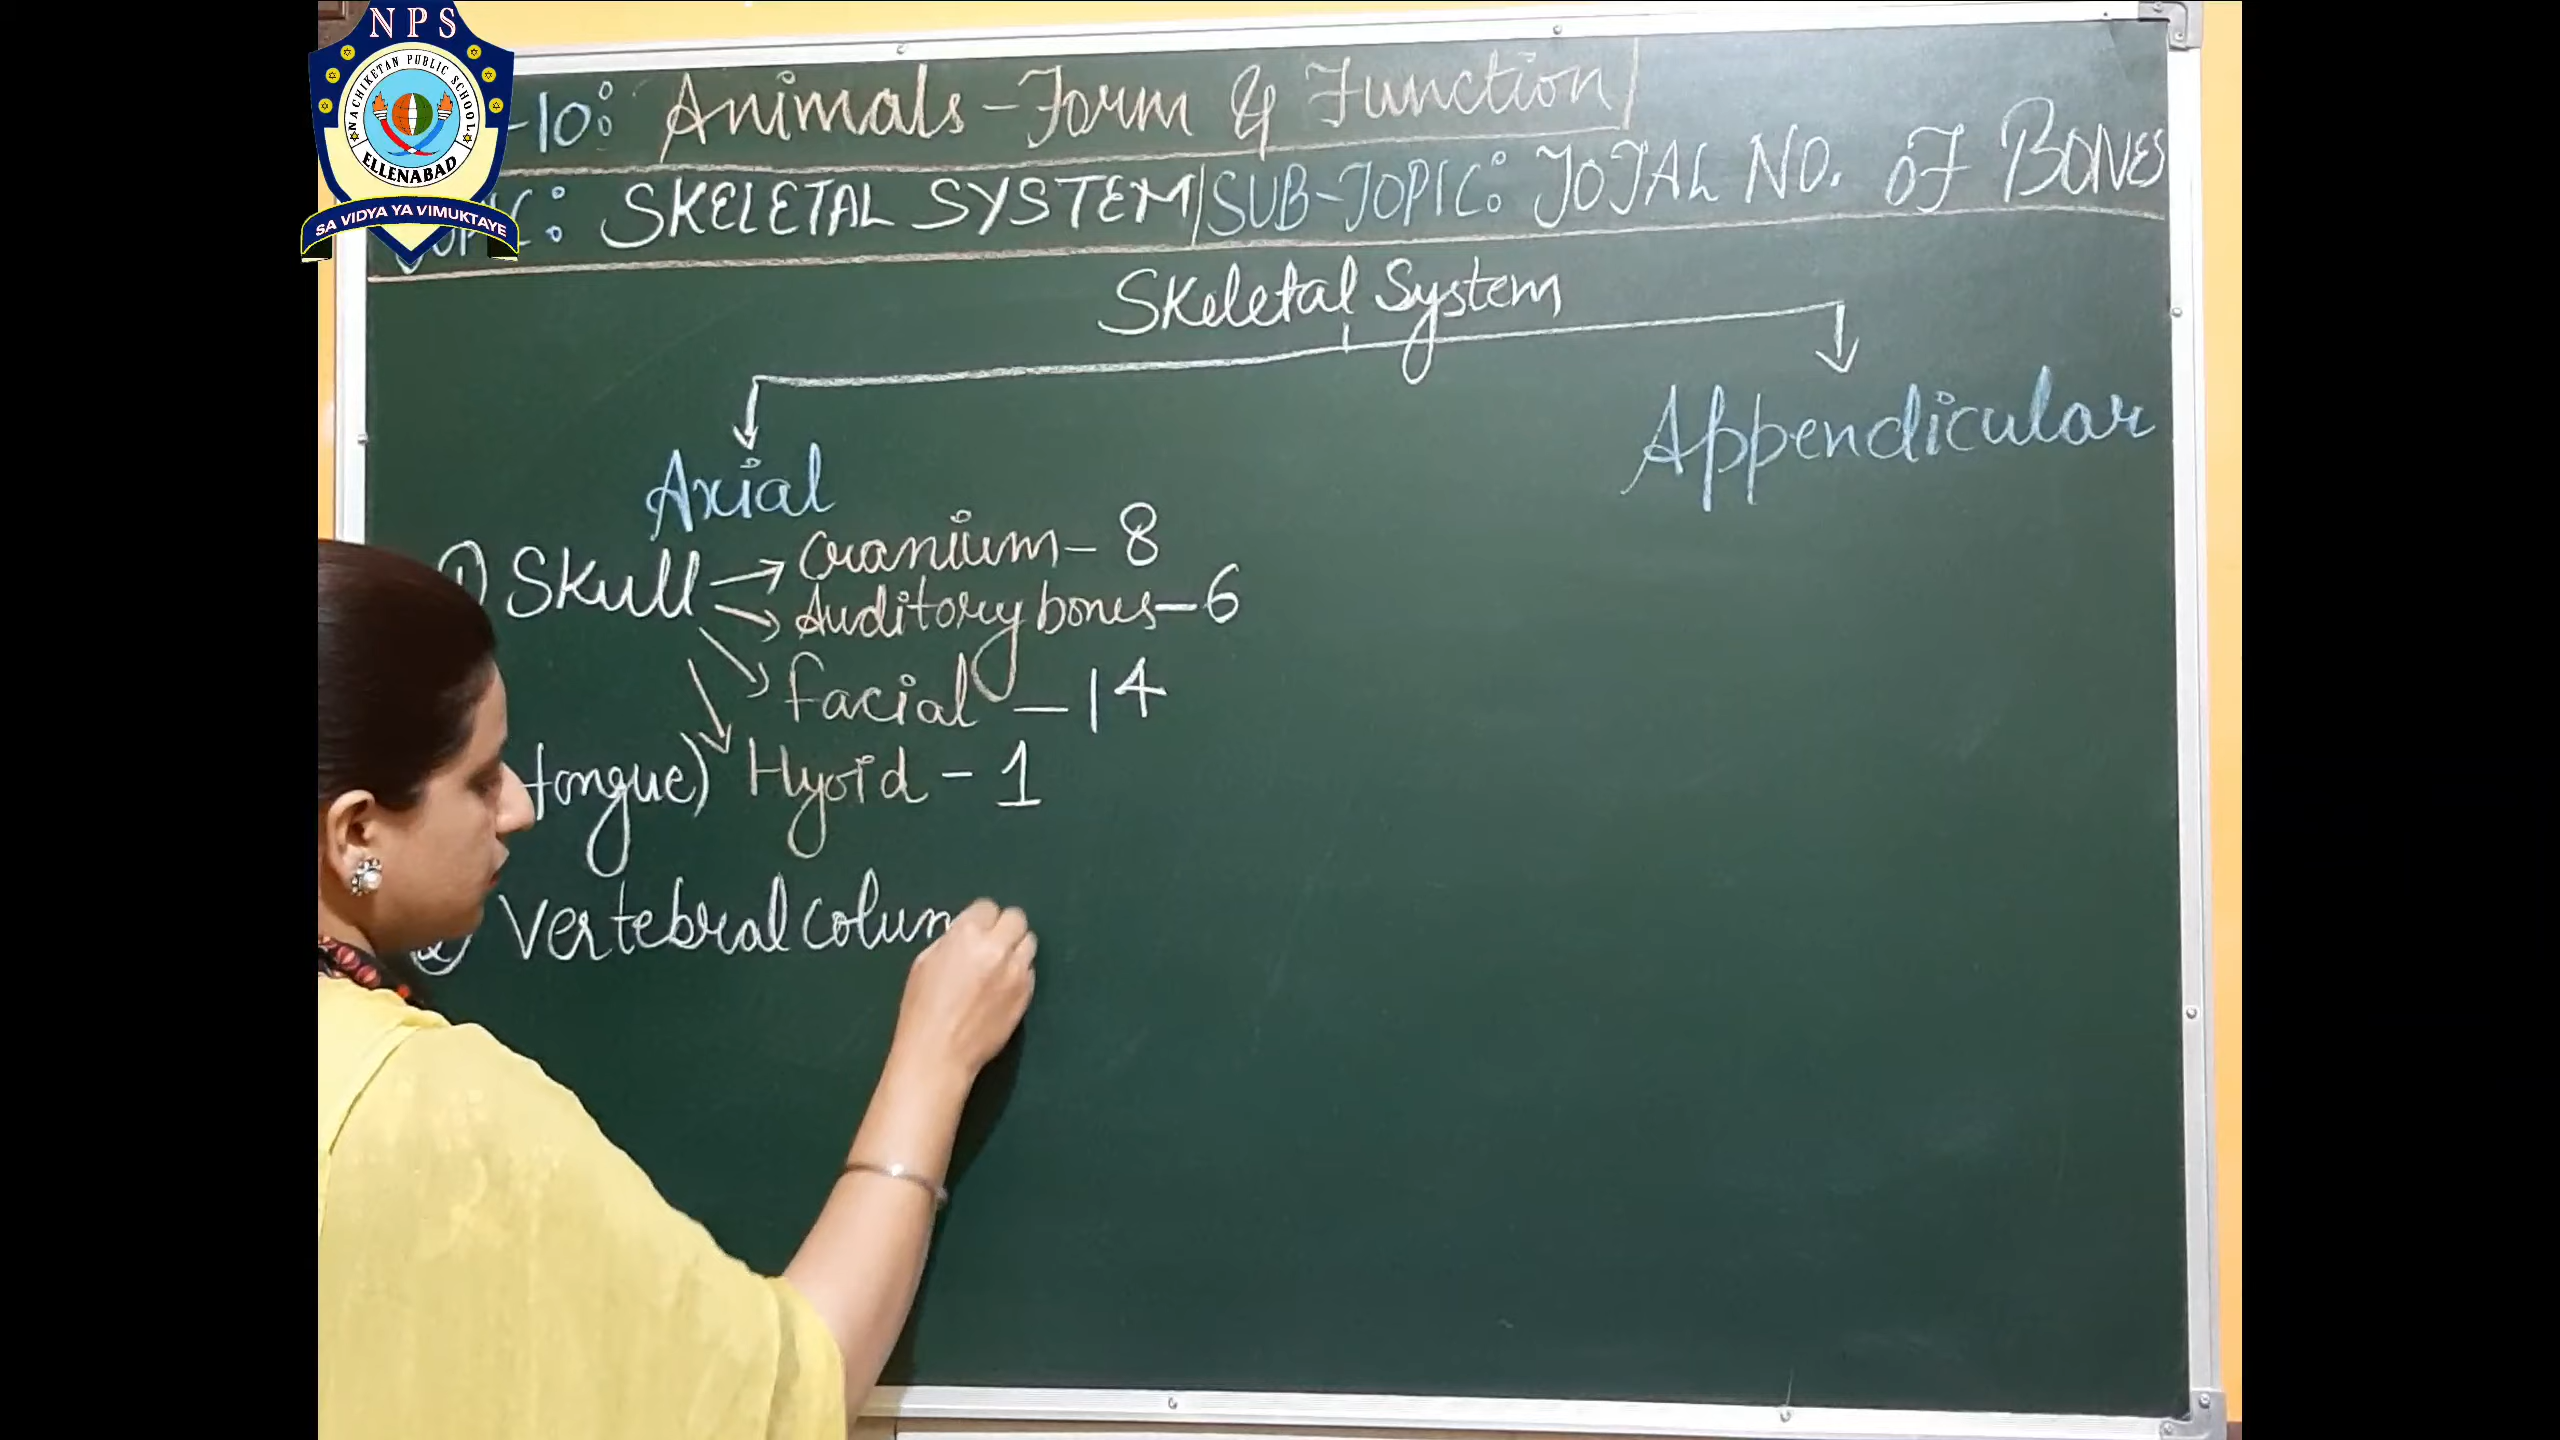 NPS
NACHIKETAN PUBLIC SCHOOL
ELLENABAD
SA VIDYA YA VIMUKTAYE
-10: Animals - Form & Function
SKELETAL SYSTEM / SUB-TOPIC: TOTAL NO. OF BONES
Skeletal System
Axial
Appendicular
1) Skull → Cranium - 8
→ Auditory bones - 6
→ facial - 14
tongue) → Hyoid - 1
2) Vertebral colum